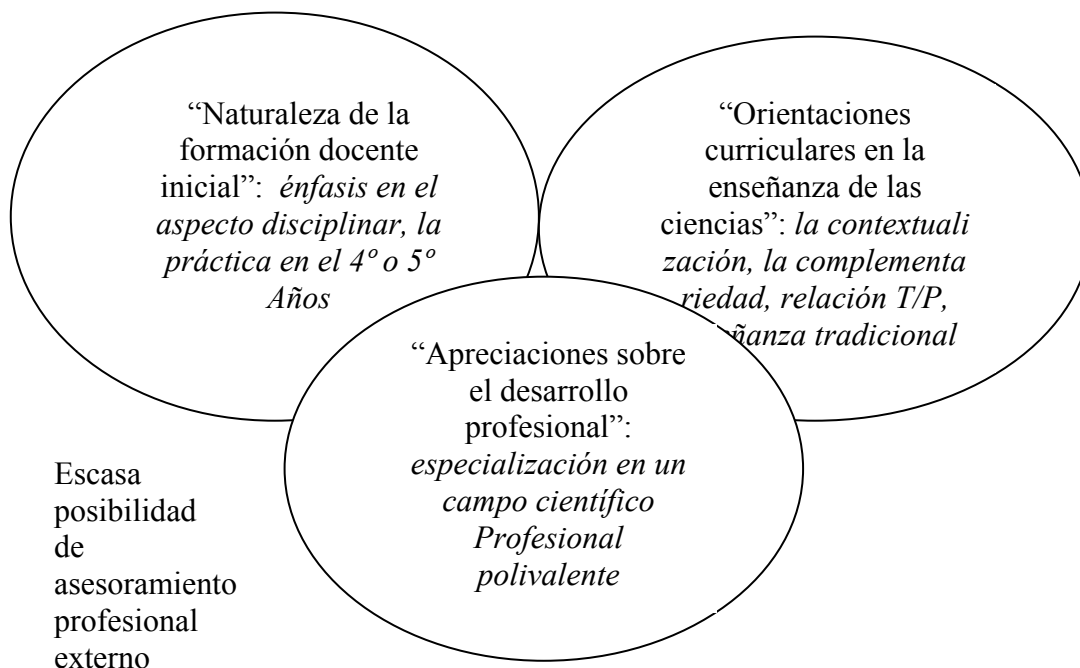 “Naturaleza de la
formación docente
inicial”: énfasis en el
aspecto disciplinar, la
práctica en el 4º o 5º
Años
“Orientaciones
curriculares en la
enseñanza de las
ciencias”: la contextuali
zación, la complementa
riedad, relación T/P,
tradicional
“Apreciaciones sobre
el desarrollo
profesional”:
especialización en un
campo científico
Profesional
polivalente
Escasa
posibilidad
de
asesoramiento
profesional
externo